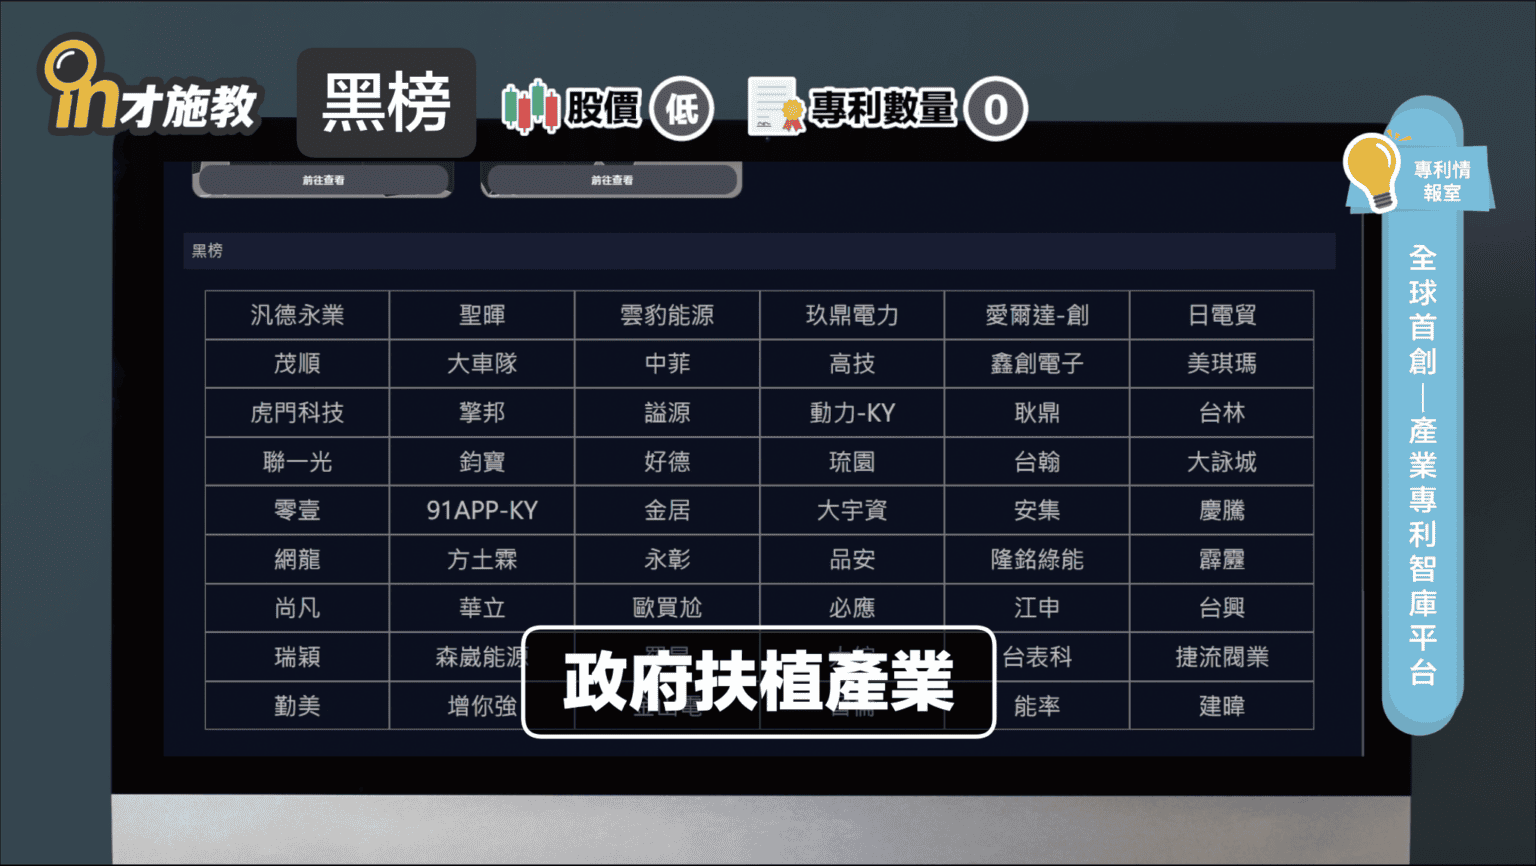 in才施教
黑榜
股價 低
專利數量 0
專利情
報室
全球首創—產業專利智庫平台
前往查看 前往查看
黑榜
汎德永業 聖暉 雲豹能源 玖鼎電力 愛爾達-創 日電貿
茂順 大車隊 中菲 高技 鑫創電子 美琪瑪
虎門科技 擎邦 謚源 動力-KY 耿鼎 台林
聯一光 鈞寶 好德 琉園 台翰 大詠城
零壹 91APP-KY 金居 大宇資 安集 慶騰
網龍 方土霖 永彰 品安 隆銘綠能 霹靂
尚凡 華立 歐買尬 必應 江申 台興
瑞穎 森崴能源 台表科 捷流閥業
勤美 增你強 能率 建暐
政府扶植產業